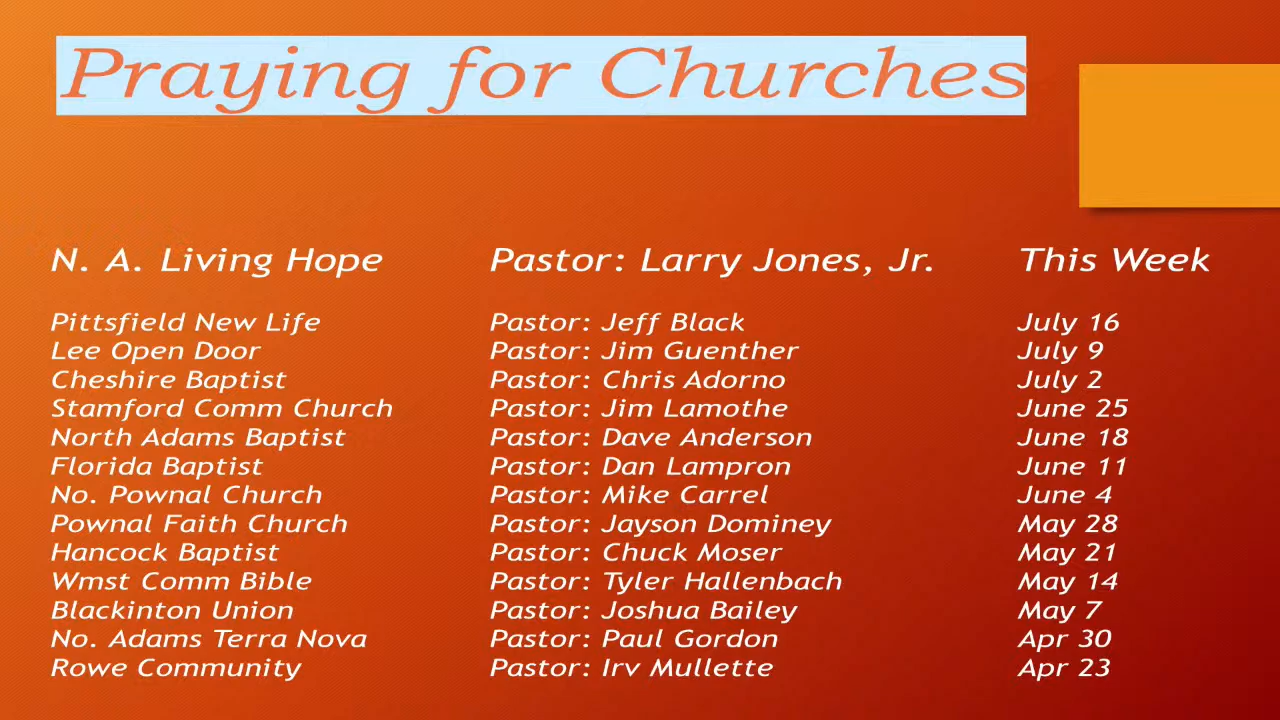 Praying for Churches
N. A. Living Hope Pastor: Larry Jones, Jr. This Week
Pittsfield New Life Pastor: Jeff Black July 16
Lee Open Door Pastor: Jim Guenther July 9
Cheshire Baptist Pastor: Chris Adorno July 2
Stamford Comm Church Pastor: Jim Lamothe June 25
North Adams Baptist Pastor: Dave Anderson June 18
Florida Baptist Pastor: Dan Lampron June 11
No. Pownal Church Pastor: Mike Carrel June 4
Pownal Faith Church Pastor: Jayson Dominey May 28
Hancock Baptist Pastor: Chuck Moser May 21
Wmst Comm Bible Pastor: Tyler Hallenbach May 14
Blackinton Union Pastor: Joshua Bailey May 7
No. Adams Terra Nova Pastor: Paul Gordon Apr 30
Rowe Community Pastor: Irv Mullette Apr 23